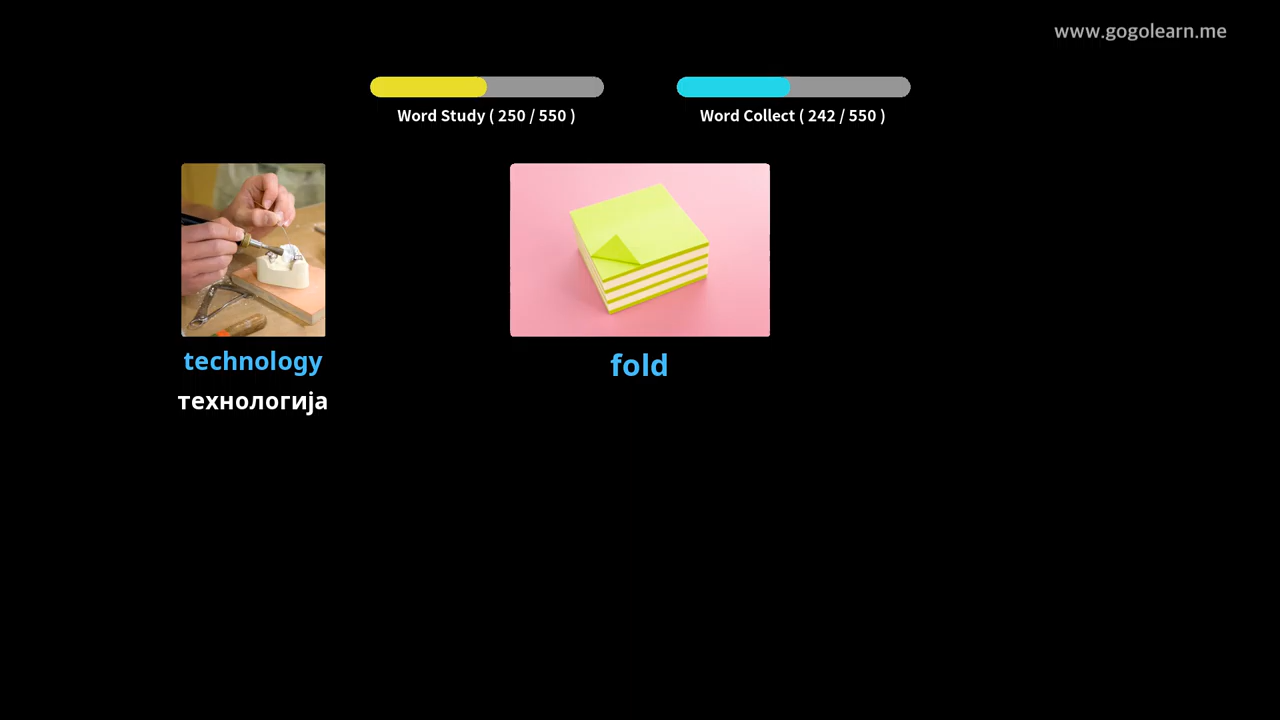 www.gogolearn.me
Word Study ( 250 / 550 )
Word Collect ( 242 / 550 )
technology
технологија
fold